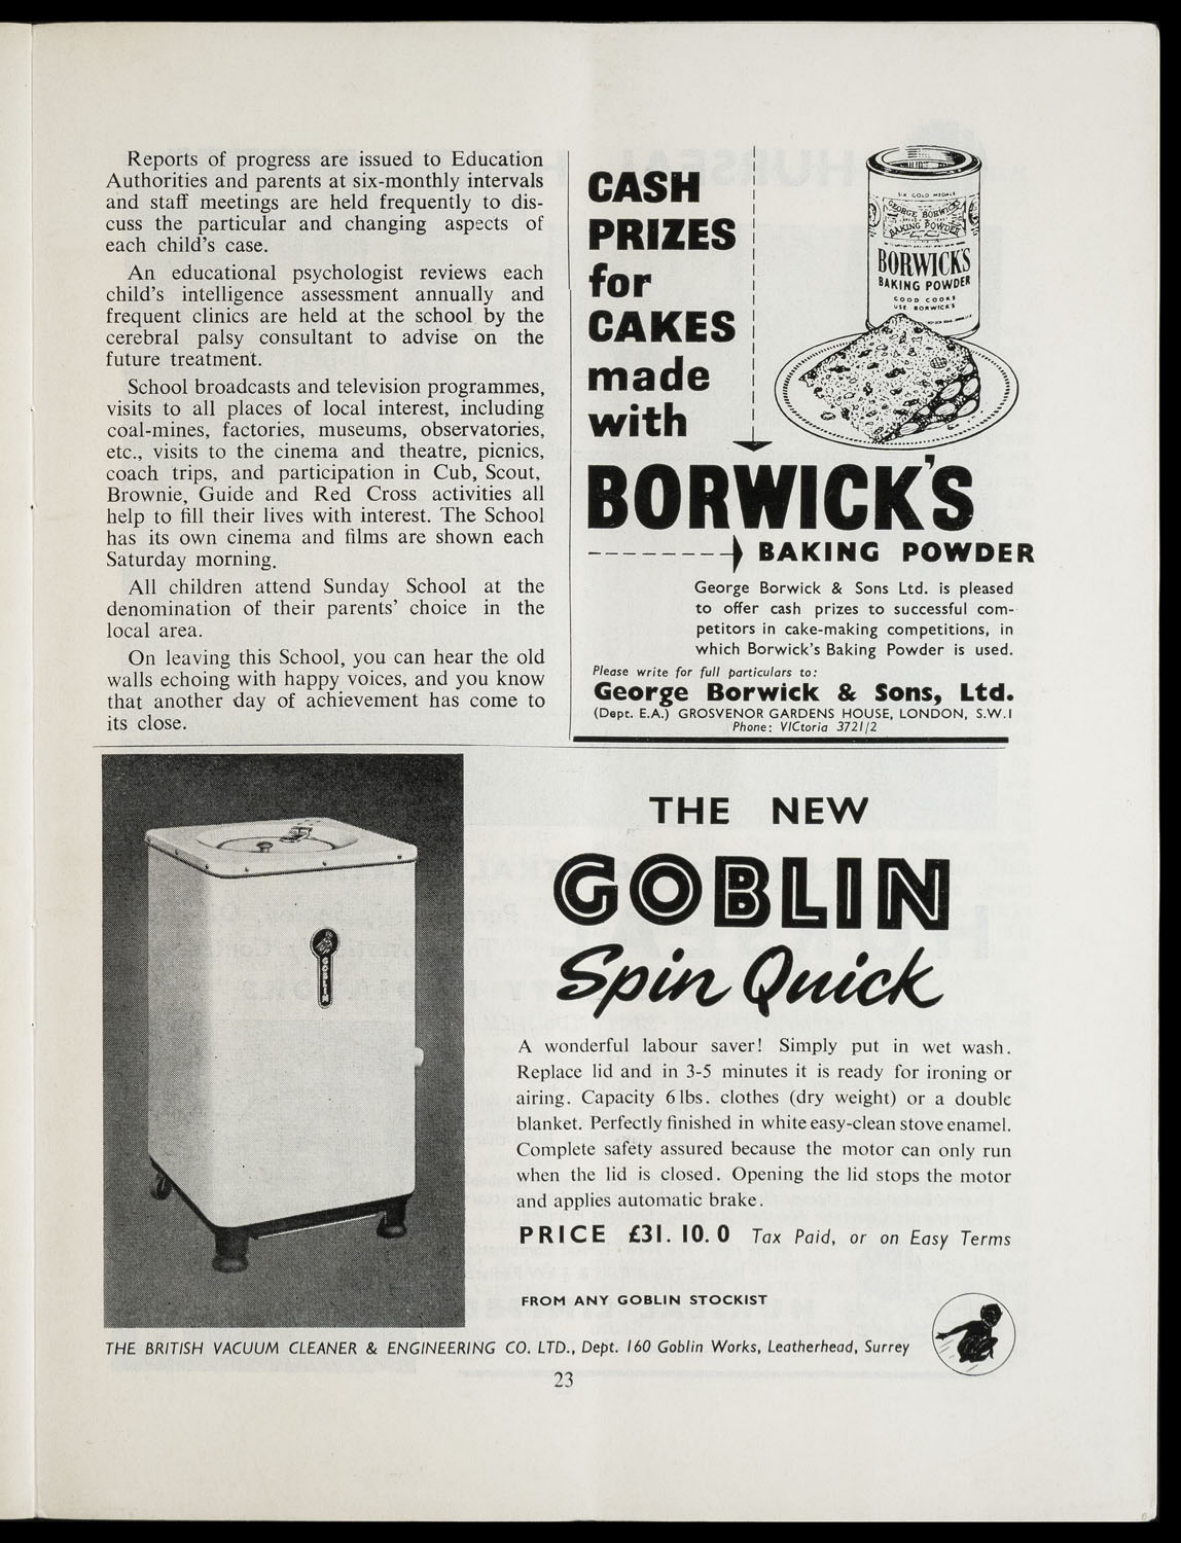 Reports of progress are issued to Education
Authorities and parents at six-monthly intervals
and staff meetings are held frequently to dis-
cuss the particular and changing aspects of
each child's case.
An educational psychologist reviews each
child's intelligence assessment annually and
frequent clinics are held at the school by the
cerebral palsy consultant to advise on the
future treatment.
School broadcasts and television programmes,
visits to all places of local interest, including
coal-mines, factories, museums, observatories,
etc., visits to the cinema and theatre, picnics,
coach trips, and participation in Cub, Scout,
Brownie, Guide and Red Cross activities all
help to fill their lives with interest. The School
has its own cinema and films are shown each
Saturday morning.
All children attend Sunday School at the
denomination of their parents' choice in the
local area.
On leaving this School, you can hear the old
walls echoing with happy voices, and you know
that another day of achievement has come to
its close.
CASH
PRIZES
for
CAKES
made
with
SIX GOLD MEDALS
GEORGE BORWICK'S
BAKING POWDER
BORWICK'S
BAKING POWDER
GOOD COOKS
USE BORWICK'S
BORWICK'S
BAKING POWDER
George Borwick & Sons Ltd. is pleased
to offer cash prizes to successful com-
petitors in cake-making competitions, in
which Borwick's Baking Powder is used.
Please write for full particulars to:
George Borwick & Sons, Ltd.
(Dept. E.A.) GROSVENOR GARDENS HOUSE, LONDON, S.W.1
Phone: VICtoria 3721/2
GOBLIN
THE NEW
GOBLIN
Spin Quick
A wonderful labour saver! Simply put in wet wash.
Replace lid and in 3-5 minutes it is ready for ironing or
airing. Capacity 6 lbs. clothes (dry weight) or a double
blanket. Perfectly finished in white easy-clean stove enamel.
Complete safety assured because the motor can only run
when the lid is closed. Opening the lid stops the motor
and applies automatic brake.
PRICE £31. 10. 0 Tax Paid, or on Easy Terms
FROM ANY GOBLIN STOCKIST
THE BRITISH VACUUM CLEANER & ENGINEERING CO. LTD., Dept. 160 Goblin Works, Leatherhead, Surrey
23